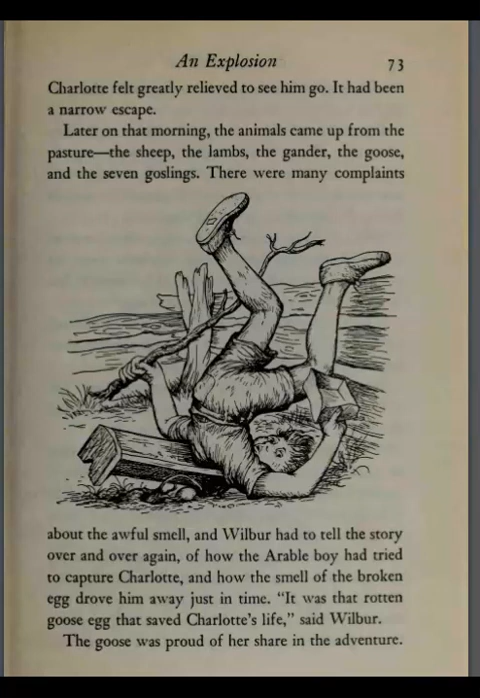 An Explosion 73
Charlotte felt greatly relieved to see him go. It had been
a narrow escape.
Later on that morning, the animals came up from the
pasture—the sheep, the lambs, the gander, the goose,
and the seven goslings. There were many complaints
about the awful smell, and Wilbur had to tell the story
over and over again, of how the Arable boy had tried
to capture Charlotte, and how the smell of the broken
egg drove him away just in time. “It was that rotten
goose egg that saved Charlotte’s life,” said Wilbur.
The goose was proud of her share in the adventure.